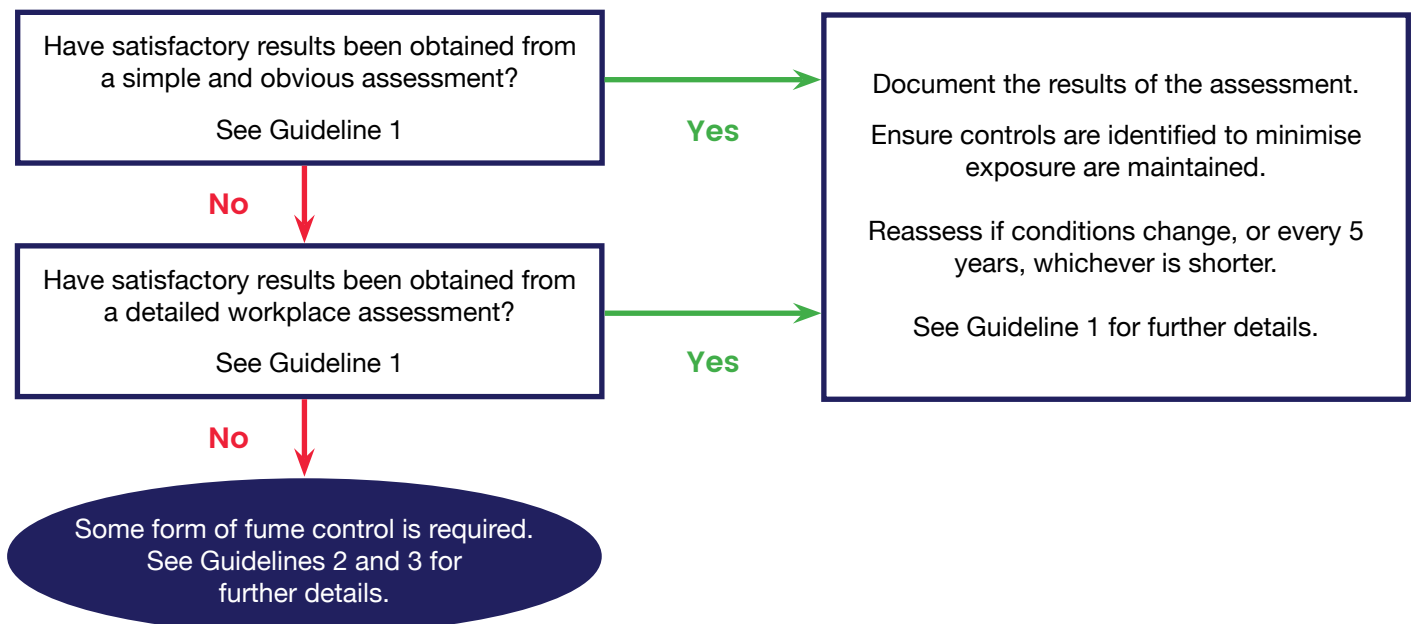 Have satisfactory results been obtained from
a simple and obvious assessment?
See Guideline 1
Yes
Document the results of the assessment.
Ensure controls are identified to minimise
exposure are maintained.
Reassess if conditions change, or every 5
years, whichever is shorter.
See Guideline 1 for further details.
No
Have satisfactory results been obtained from
a detailed workplace assessment?
See Guideline 1
Yes
No
Some form of fume control is required.
See Guidelines 2 and 3 for
further details.